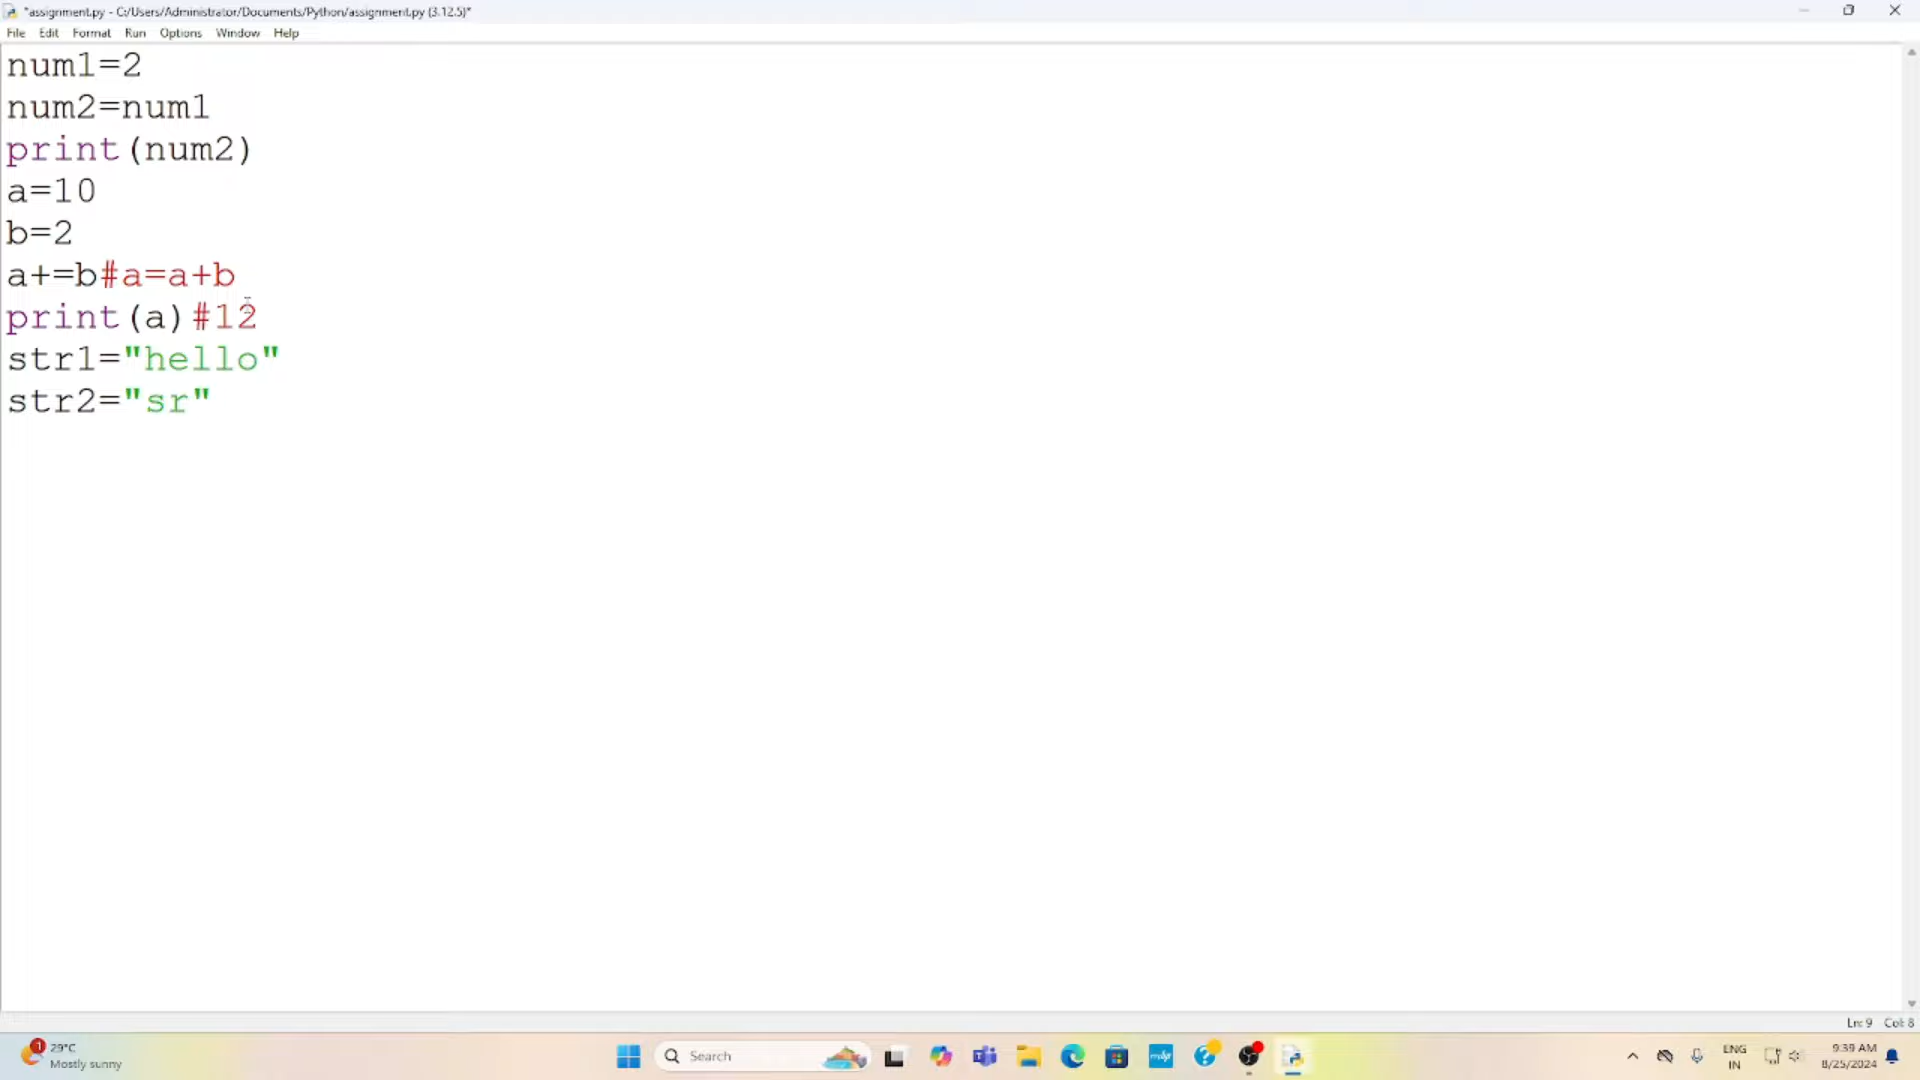 *assignment.py - C:/Users/Administrator/Documents/Python/assignment.py (3.12.5)*
File Edit Format Run Options Window Help
num1=2
num2=num1
print(num2)
a=10
b=2
a+=b#a=a+b
print(a)#12
str1="hello"
str2="sr"
Ln: 9 Col: 8
1
29°C
Mostly sunny
Search
ENG
IN
9:39 AM
8/25/2024